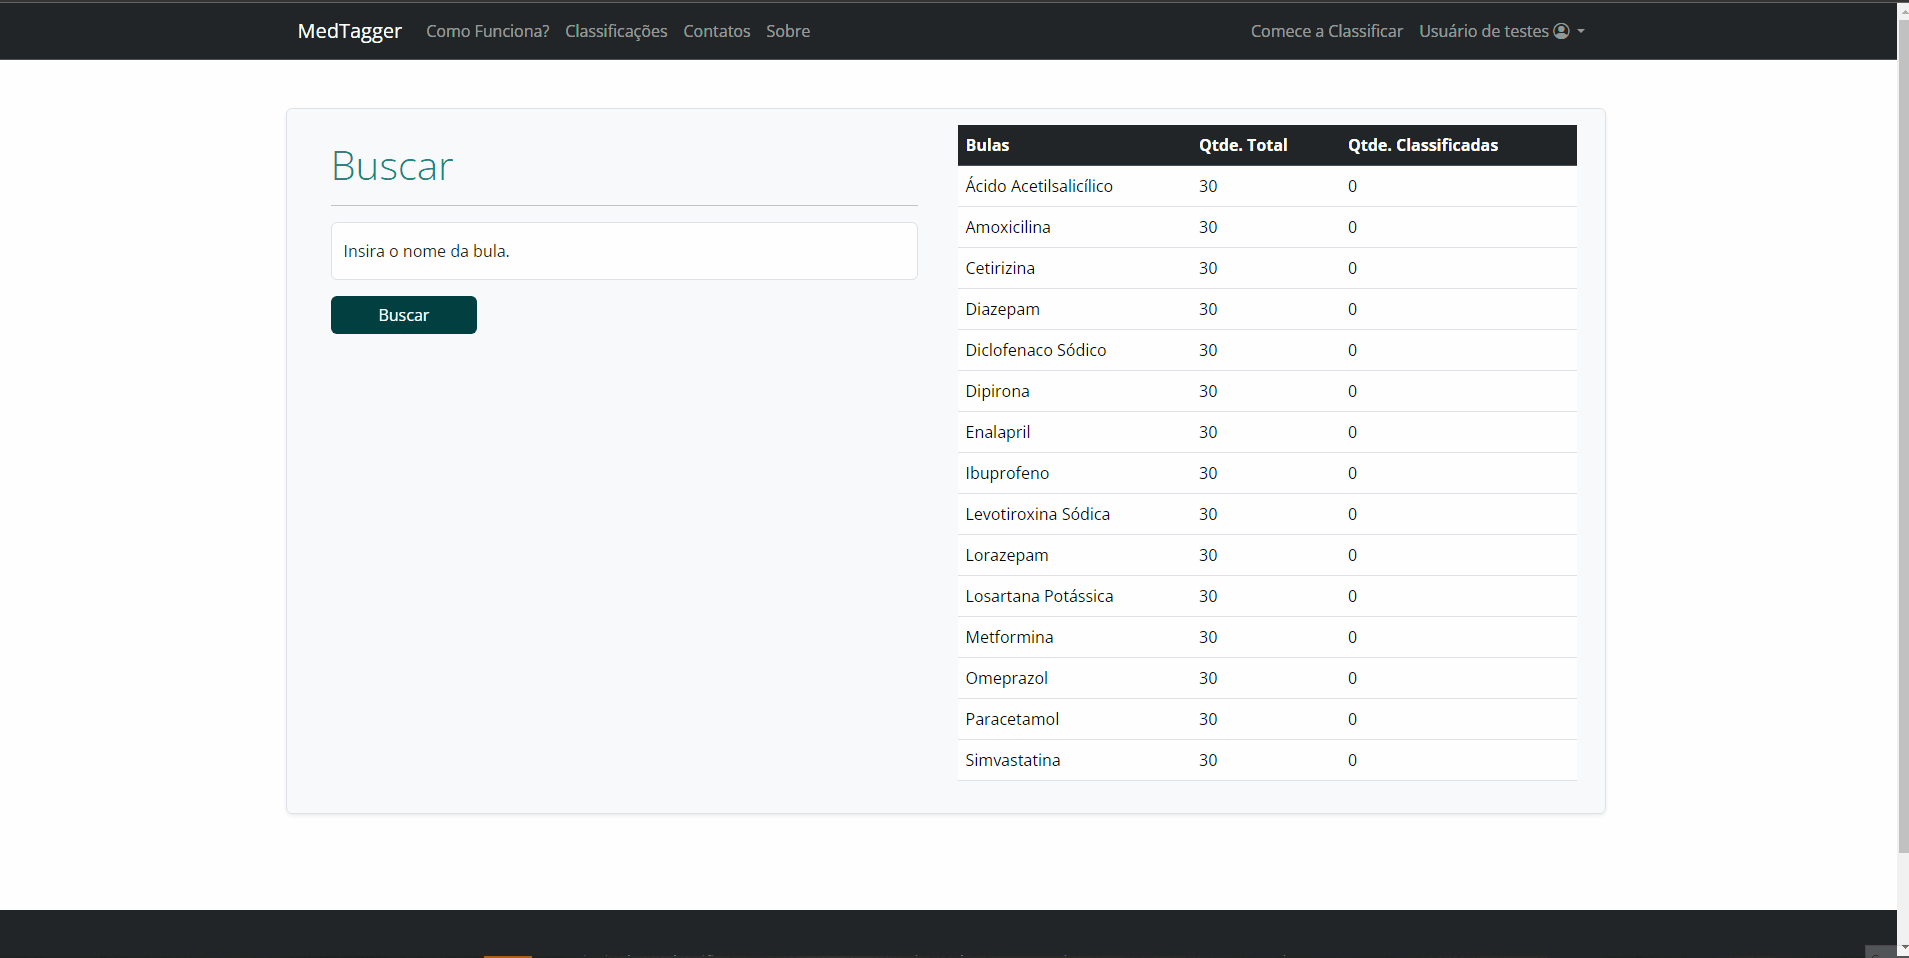 MedTagger Como Funciona? Classificações Contatos Sobre Comece a Classificar Usuário de testes
Buscar
Insira o nome da bula.
Buscar
Bulas Qtde. Total Qtde. Classificadas
Ácido Acetilsalicílico 30 0
Amoxicilina 30 0
Cetirizina 30 0
Diazepam 30 0
Diclofenaco Sódico 30 0
Dipirona 30 0
Enalapril 30 0
Ibuprofeno 30 0
Levotiroxina Sódica 30 0
Lorazepam 30 0
Losartana Potássica 30 0
Metformina 30 0
Omeprazol 30 0
Paracetamol 30 0
Simvastatina 30 0